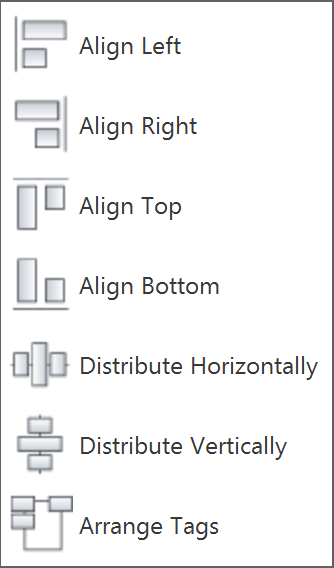 Align Left
Align Right
Align Top
Align Bottom
Distribute Horizontally
Distribute Vertically
Arrange Tags